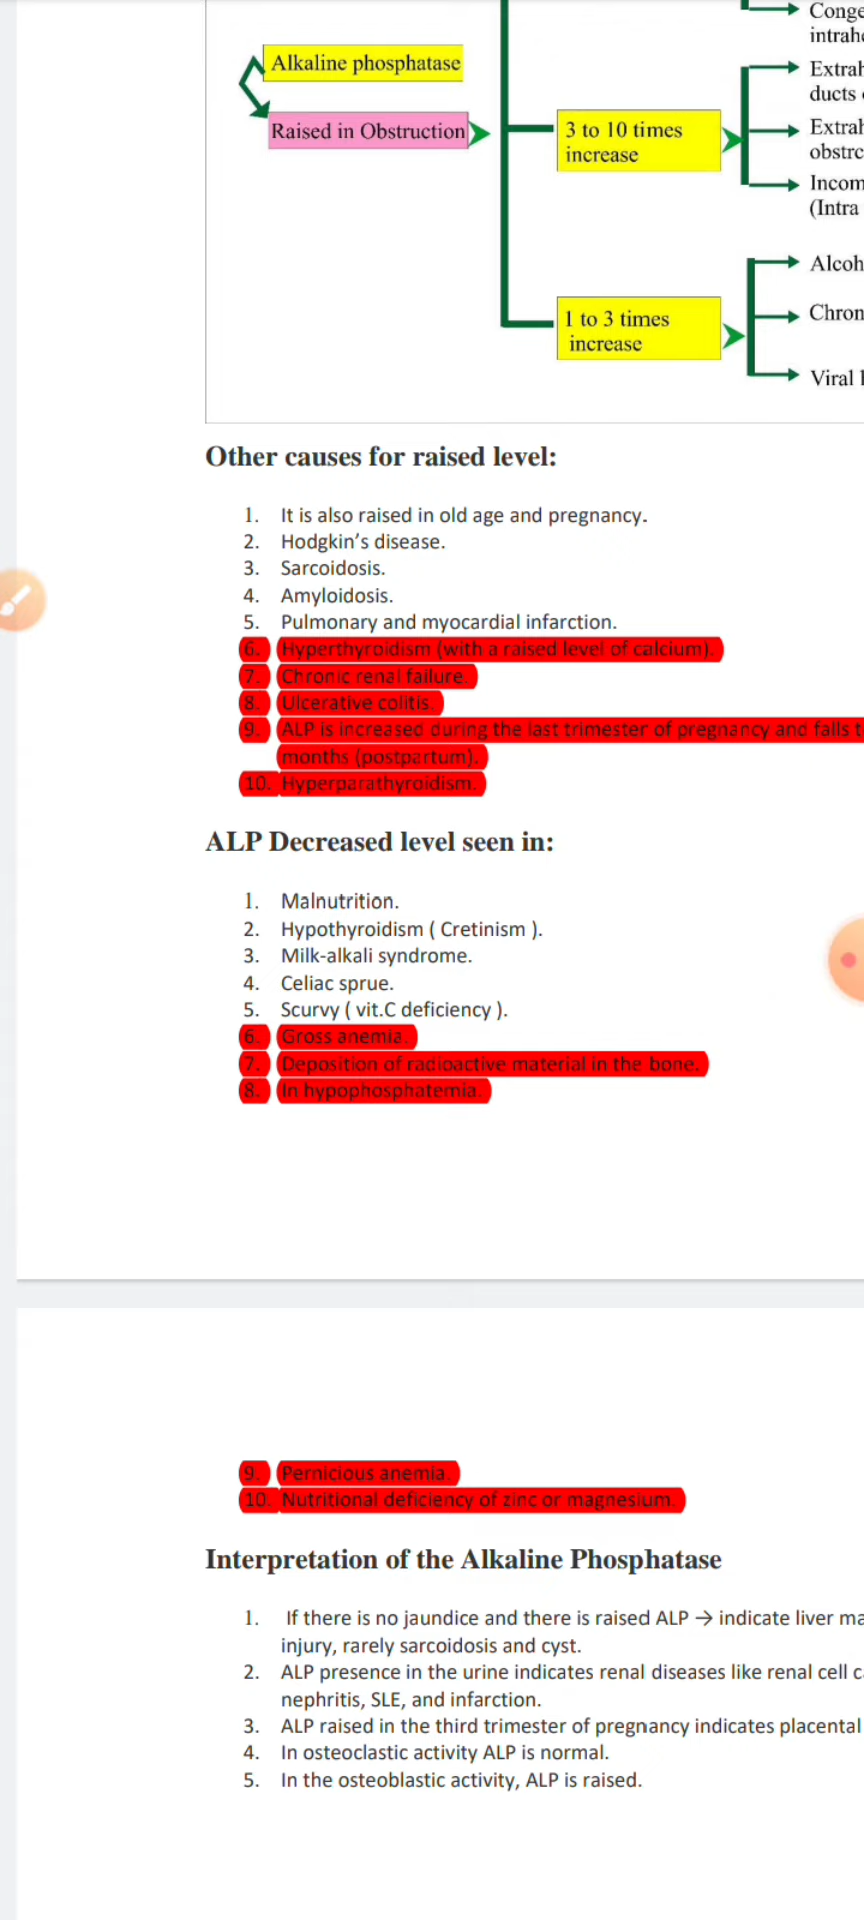 Conge
intrahe
Alkaline phosphatase
Extrah
ducts
Raised in Obstruction
3 to 10 times
increase
Extrah
obstrc
Incom
(Intra
Alcoh
1 to 3 times
increase
Chron
Viral
Other causes for raised level:
1. It is also raised in old age and pregnancy.
2. Hodgkin’s disease.
3. Sarcoidosis.
4. Amyloidosis.
5. Pulmonary and myocardial infarction.
6. Hyperthyroidism (with a raised level of calcium).
7. Chronic renal failure.
8. Ulcerative colitis.
9. ALP is increased during the last trimester of pregnancy and falls t
months (postpartum).
10. Hyperparathyroidism.
ALP Decreased level seen in:
1. Malnutrition.
2. Hypothyroidism ( Cretinism ).
3. Milk-alkali syndrome.
4. Celiac sprue.
5. Scurvy ( vit.C deficiency ).
6. Gross anemia.
7. Deposition of radioactive material in the bone.
8. In hypophosphatemia.
9. Pernicious anemia.
10. Nutritional deficiency of zinc or magnesium.
Interpretation of the Alkaline Phosphatase
1. If there is no jaundice and there is raised ALP → indicate liver ma
injury, rarely sarcoidosis and cyst.
2. ALP presence in the urine indicates renal diseases like renal cell c
nephritis, SLE, and infarction.
3. ALP raised in the third trimester of pregnancy indicates placental
4. In osteoclastic activity ALP is normal.
5. In the osteoblastic activity, ALP is raised.